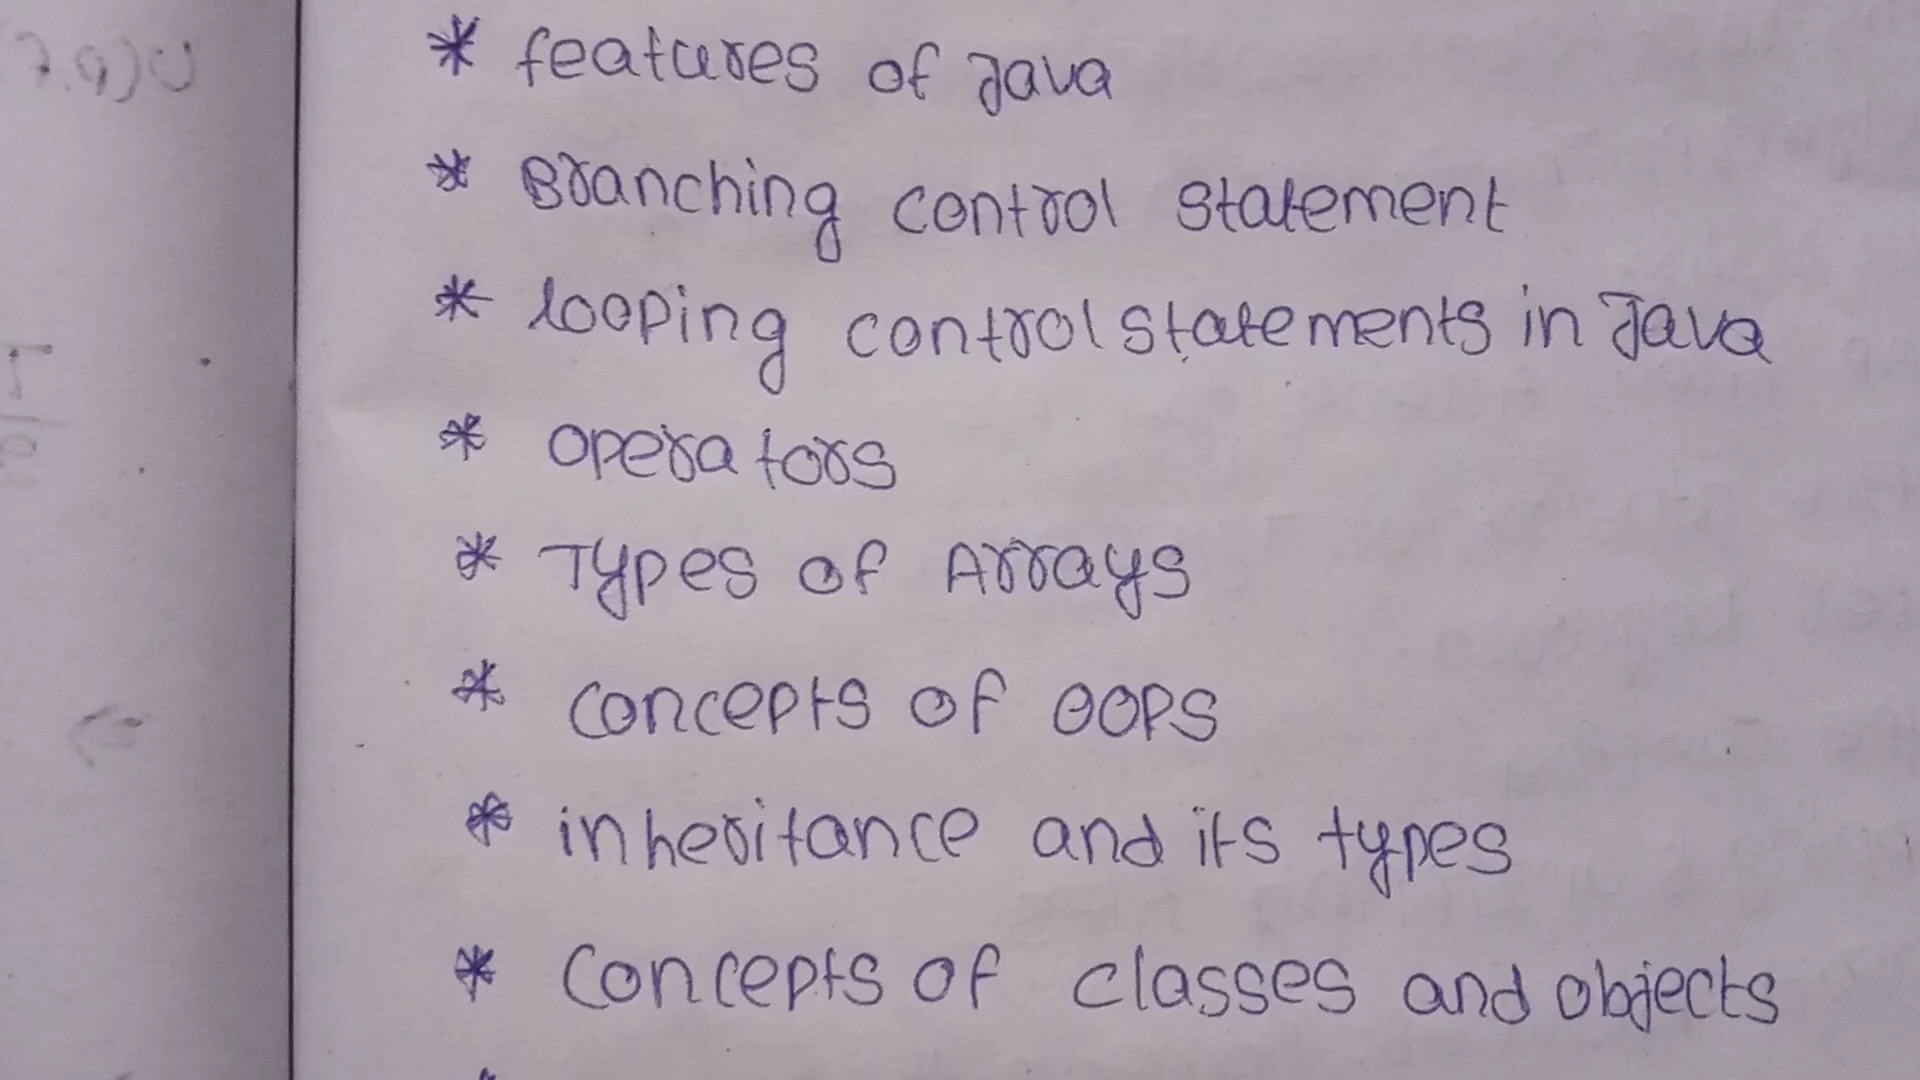 * features of Java
* Branching control statement
* looping control statements in Java
* operators
* Types of Arrays
* concepts of OOPS
* inheritance and its types
* Concepts of classes and objects